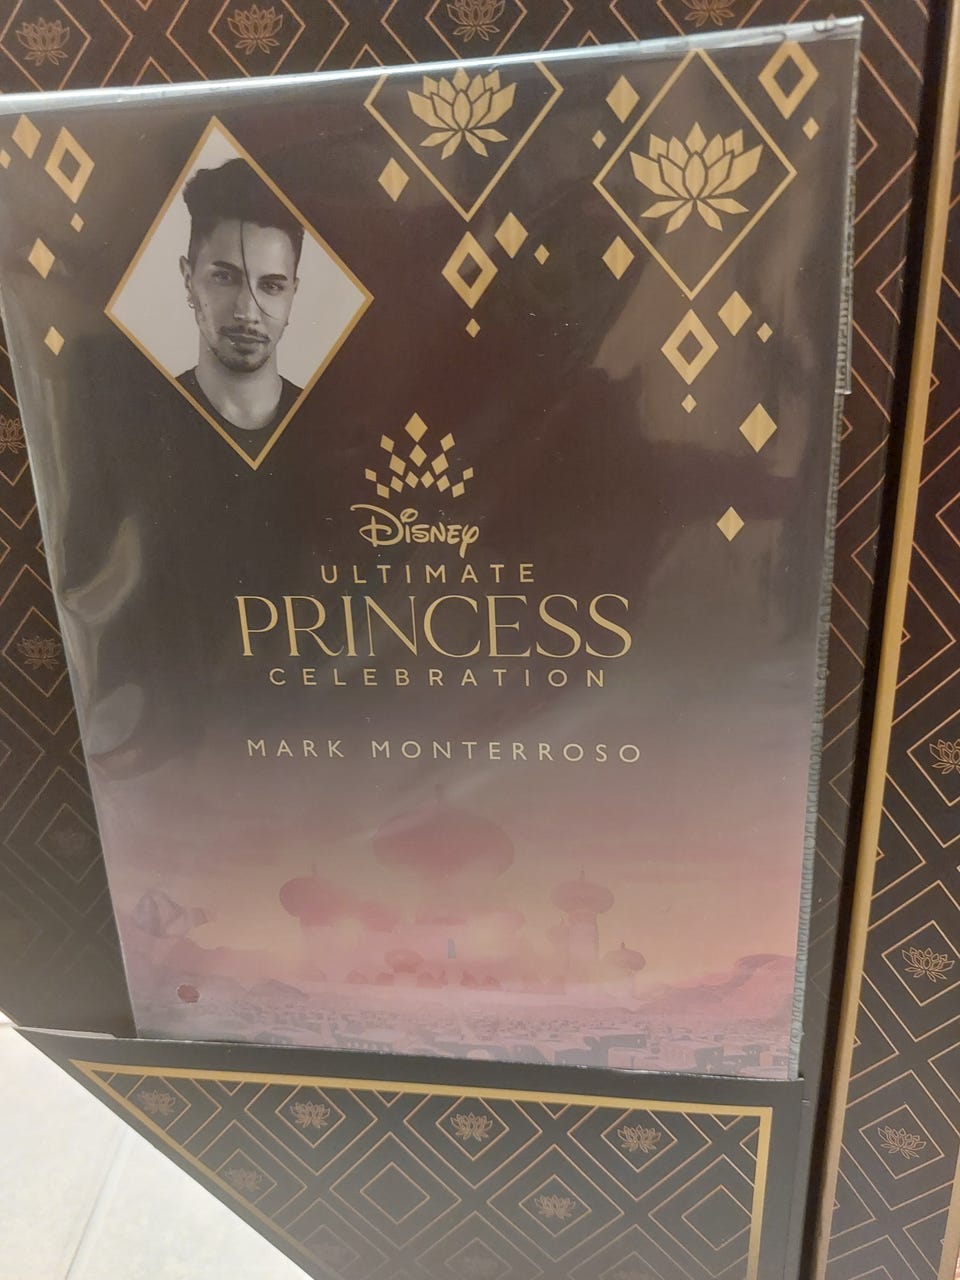 Disney
ULTIMATE
PRINCESS
CELEBRATION
MARK MONTERROSO